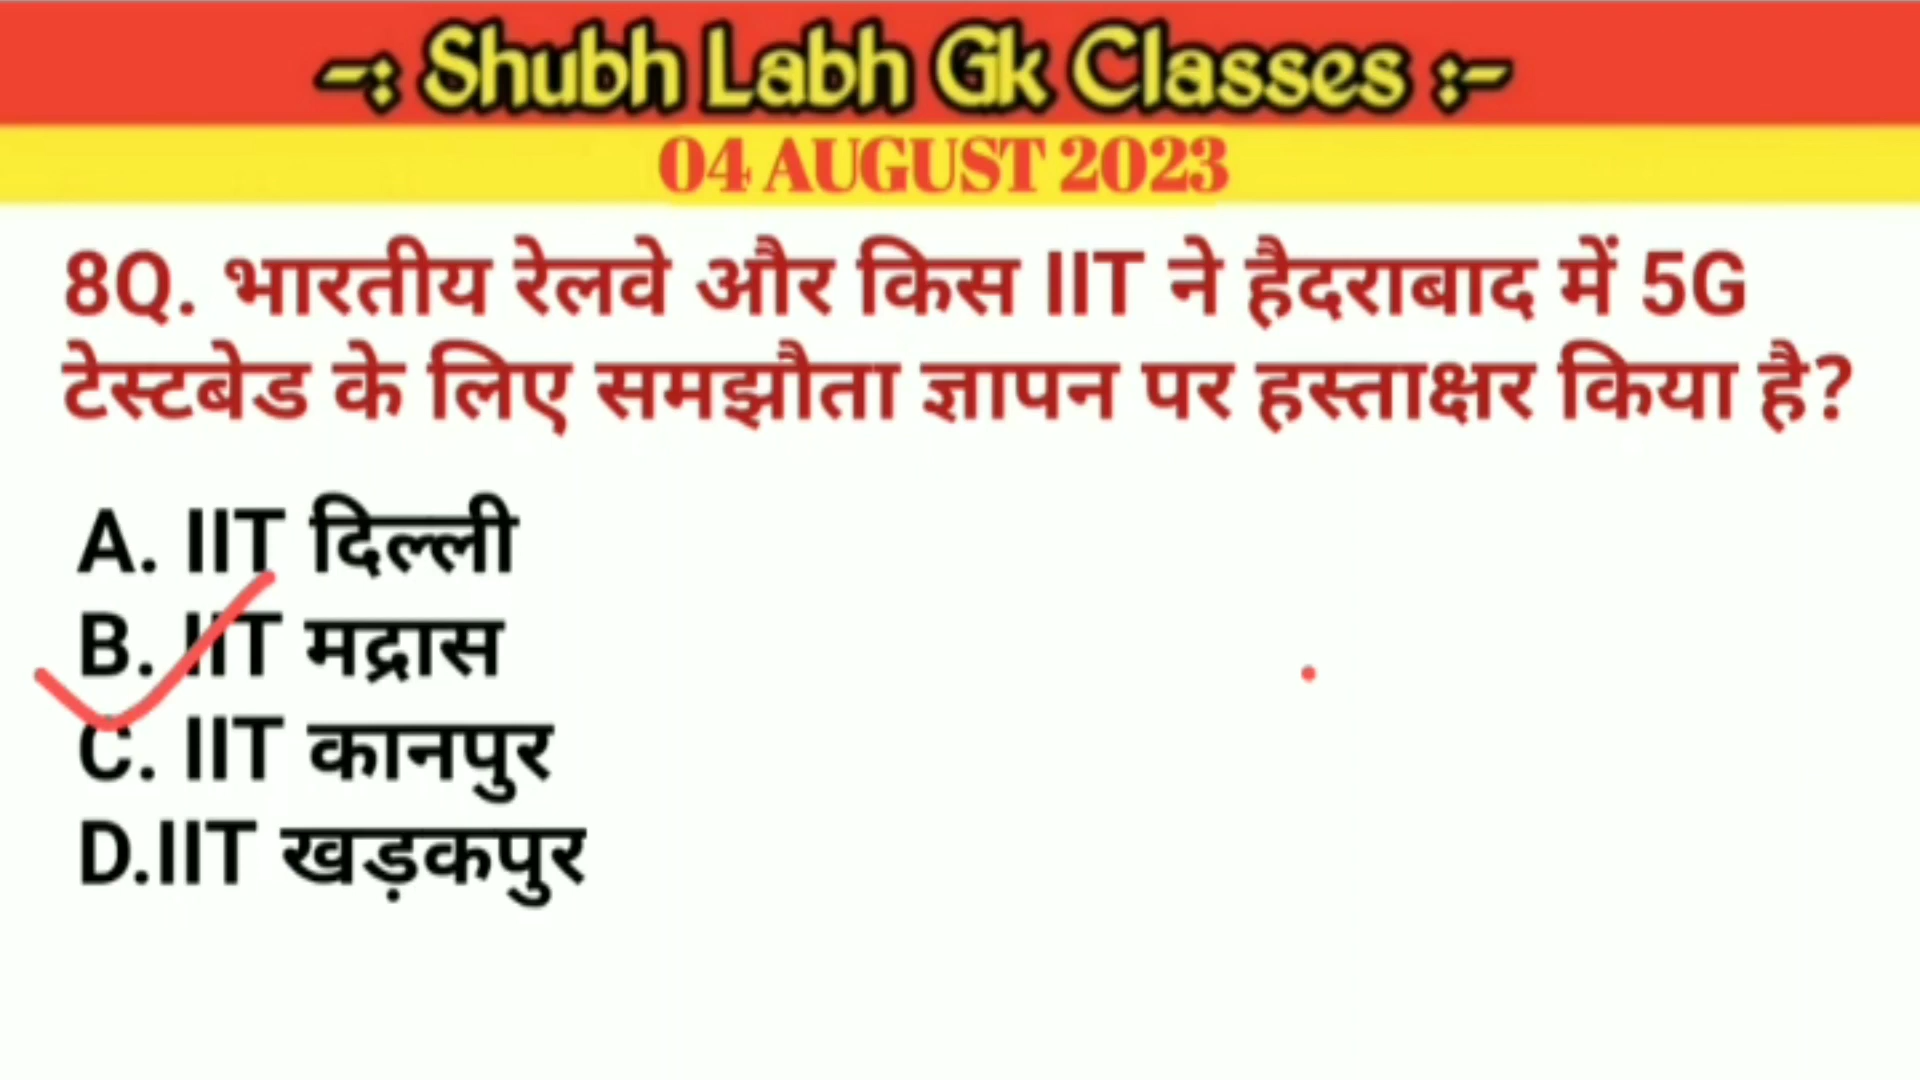 -: Shubh Labh Gk Classes :-
04 AUGUST 2023
8Q. भारतीय रेलवे और किस IIT ने हैदराबाद में 5G
टेस्टबेड के लिए समझौता ज्ञापन पर हस्ताक्षर किया है?
A. IIT दिल्ली
B. IIT मद्रास
C. IIT कानपुर
D.IIT खड़कपुर